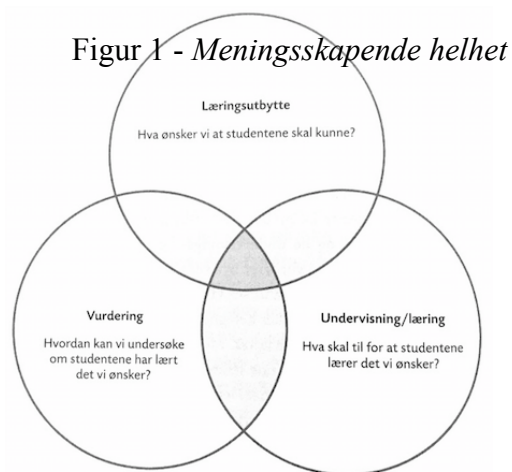 Figur 1 - Meningsskapende helhet
Læringsutbytte
Hva ønsker vi at studentene skal kunne?
Vurdering
Hvordan kan vi undersøke
om studentene har lært
det vi ønsker?
Undervisning/læring
Hva skal til for at studentene
lærer det vi ønsker?